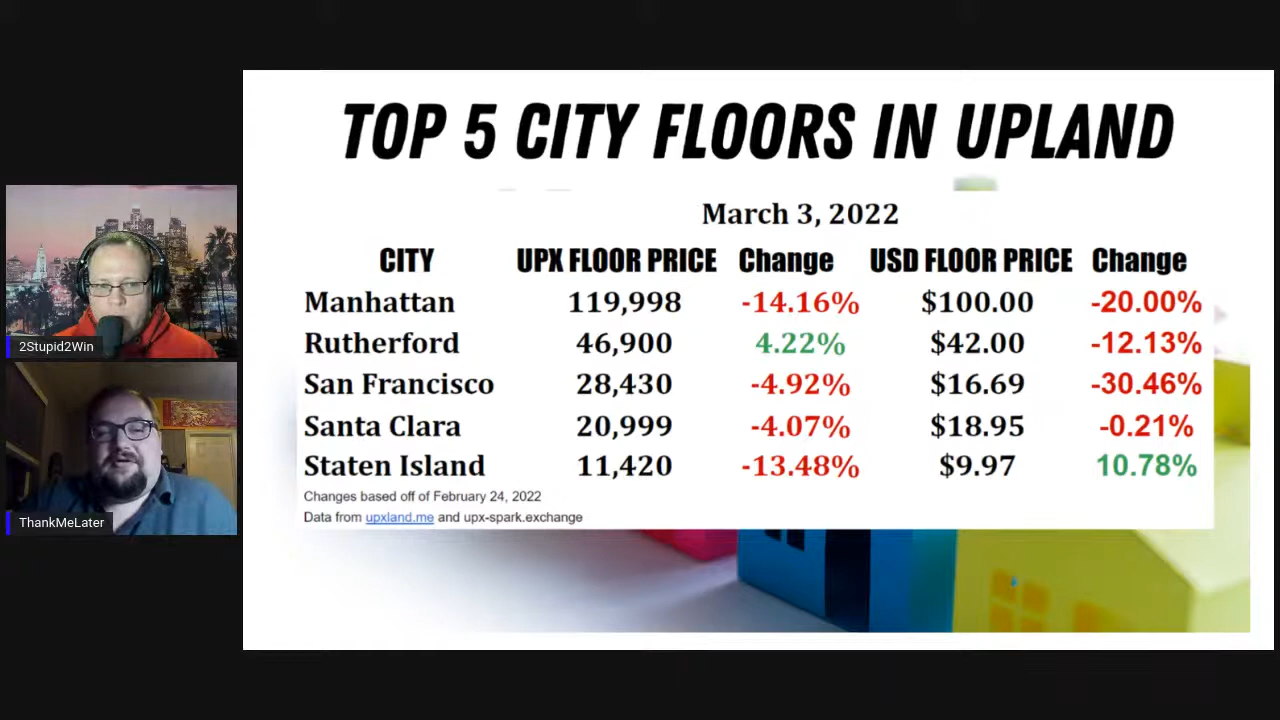 TOP 5 CITY FLOORS IN UPLAND
March 3, 2022
CITY UPX FLOOR PRICE Change USD FLOOR PRICE Change
Manhattan 119,998 -14.16% $100.00 -20.00%
Rutherford 46,900 4.22% $42.00 -12.13%
San Francisco 28,430 -4.92% $16.69 -30.46%
Santa Clara 20,999 -4.07% $18.95 -0.21%
Staten Island 11,420 -13.48% $9.97 10.78%
Changes based off of February 24, 2022
Data from upxland.me and upx-spark.exchange
2Stupid2Win
ThankMeLater